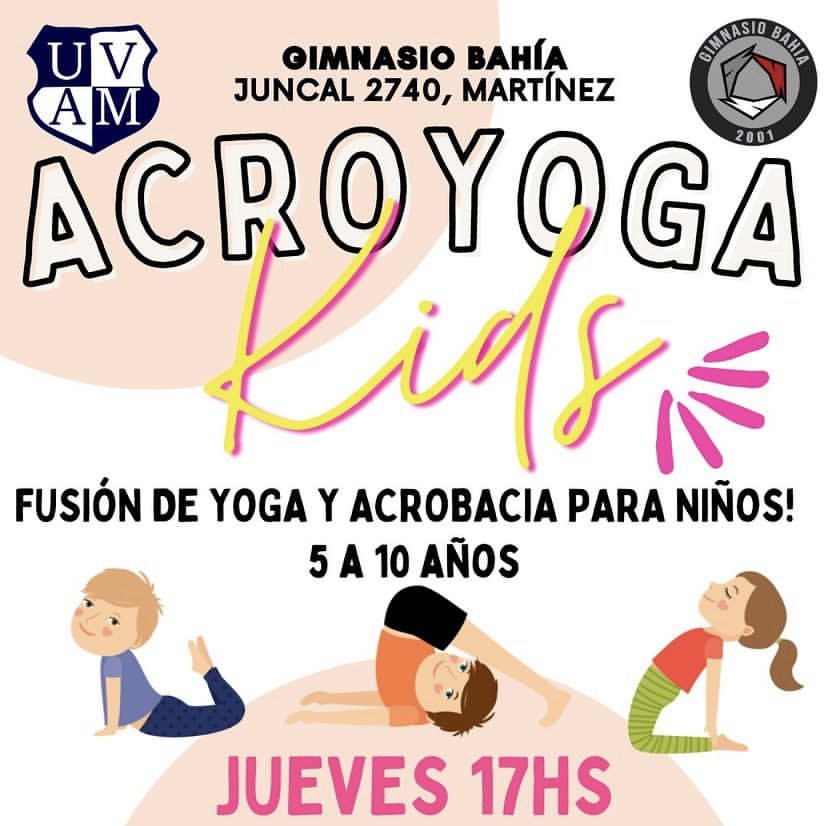 UV
AM
GIMNASIO BAHÍA
JUNCAL 2740, MARTÍNEZ
GIMNASIO BAHIA
2001
ACROYOGA
Kids
FUSIÓN DE YOGA Y ACROBACIA PARA NIÑOS!
5 A 10 AÑOS
JUEVES 17HS